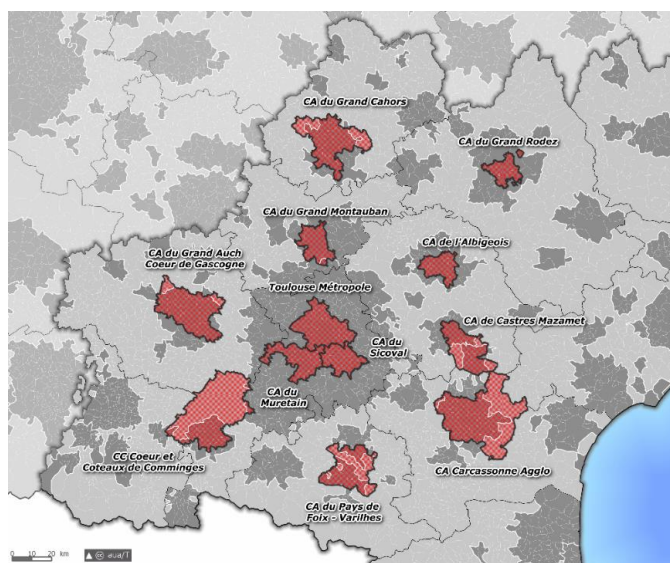 CA du Grand Cahors
CA du Grand Rodez
CA du Grand Montauban
CA de l'Albigeois
CA du Grand Auch
Coeur de Gascogne
Toulouse Métropole
CA de Castres Mazamet
CA du
Sicoval
CA du
Muretain
CC Coeur et
Coteaux de Comminges
CA Carcassonne Agglo
CA du Pays de
Foix - Varilhes
0 10 20 km
cc aua/T